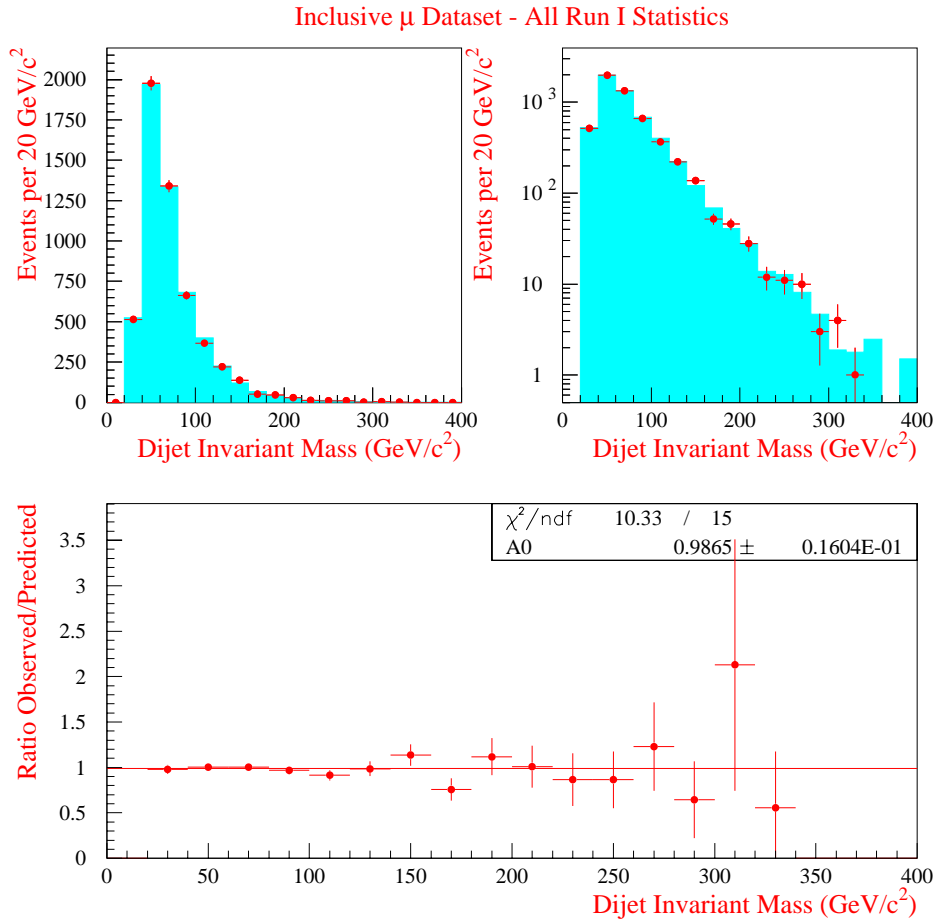 Inclusive μ Dataset - All Run I Statistics
Events per 20 GeV/c²
2000
1750
1500
1250
1000
750
500
250
0
0 100 200 300 400
Dijet Invariant Mass (GeV/c²)
Events per 20 GeV/c²
10³
10²
10
1
0 100 200 300 400
Dijet Invariant Mass (GeV/c²)
Ratio Observed/Predicted
χ²/ndf 10.33 / 15
A0 0.9865 ± 0.1604E-01
3.5
3
2.5
2
1.5
1
0.5
0
0 50 100 150 200 250 300 350 400
Dijet Invariant Mass (GeV/c²)